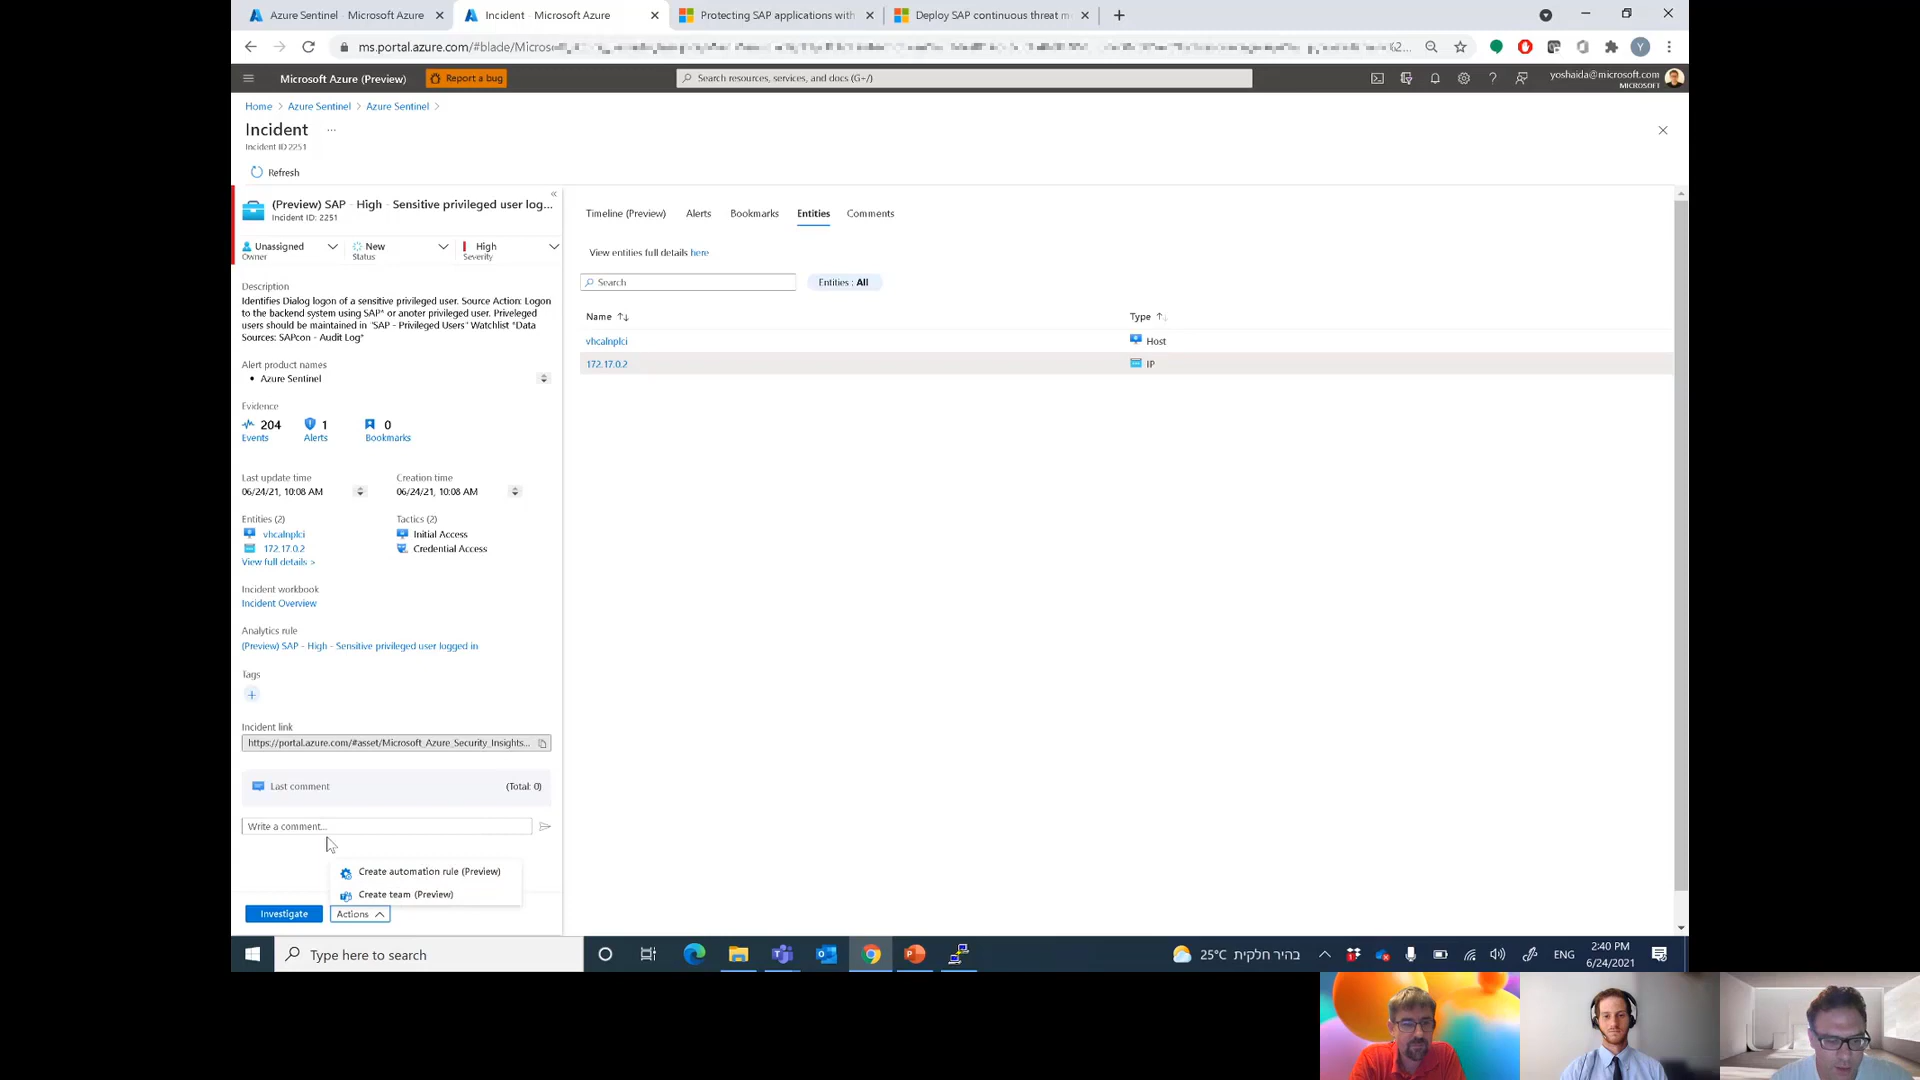 Azure Sentinel - Microsoft Azure
Incident - Microsoft Azure
Protecting SAP applications with
Deploy SAP continuous threat m
ms.portal.azure.com/#blade/Microso
Microsoft Azure (Preview)
Report a bug
Search resources, services, and docs (G+/)
yoshaida@microsoft.com
MICROSOFT
Home > Azure Sentinel > Azure Sentinel >
Incident ...
Incident ID 2251
Refresh
(Preview) SAP - High - Sensitive privileged user log...
Incident ID: 2251
Unassigned
Owner
New
Status
High
Severity
Description
Identifies Dialog logon of a sensitive privileged user. Source Action: Logon
to the backend system using SAP* or anoter privileged user. Priveleged
users should be maintained in 'SAP - Privileged Users' Watchlist *Data
Sources: SAPcon - Audit Log*
Alert product names
• Azure Sentinel
Evidence
204
Events
1
Alerts
0
Bookmarks
Last update time
06/24/21, 10:08 AM
Creation time
06/24/21, 10:08 AM
Entities (2)
vhcalnplci
172.17.0.2
View full details >
Tactics (2)
Initial Access
Credential Access
Incident workbook
Incident Overview
Analytics rule
(Preview) SAP - High - Sensitive privileged user logged in
Tags
+
Incident link
https://portal.azure.com/#asset/Microsoft_Azure_Security_Insights...
Last comment
(Total: 0)
Write a comment...
Create automation rule (Preview)
Create team (Preview)
Investigate
Actions
Timeline (Preview)
Alerts
Bookmarks
Entities
Comments
View entities full details here
Search
Entities : All
Name
Type
vhcalnplci
Host
172.17.0.2
IP
Type here to search
25°C בהיר חלקית
ENG
2:40 PM
6/24/2021